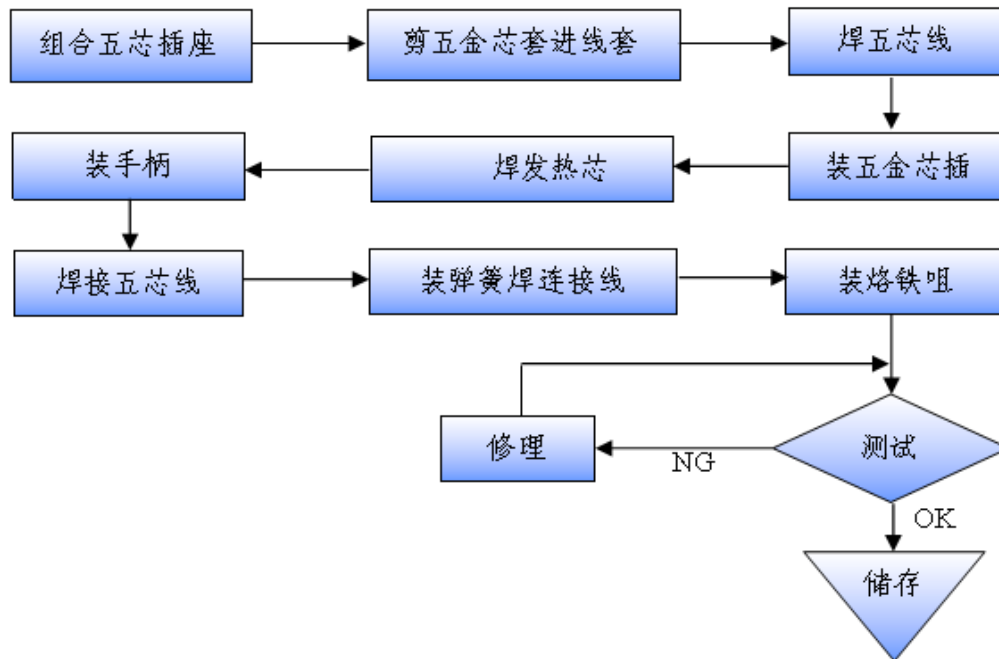 组合五芯插座
剪五金芯套进线套
焊五芯线
装五金芯插
焊发热芯
装手柄
焊接五芯线
装弹簧焊连接线
装烙铁咀
测试
NG
修理
OK
储存